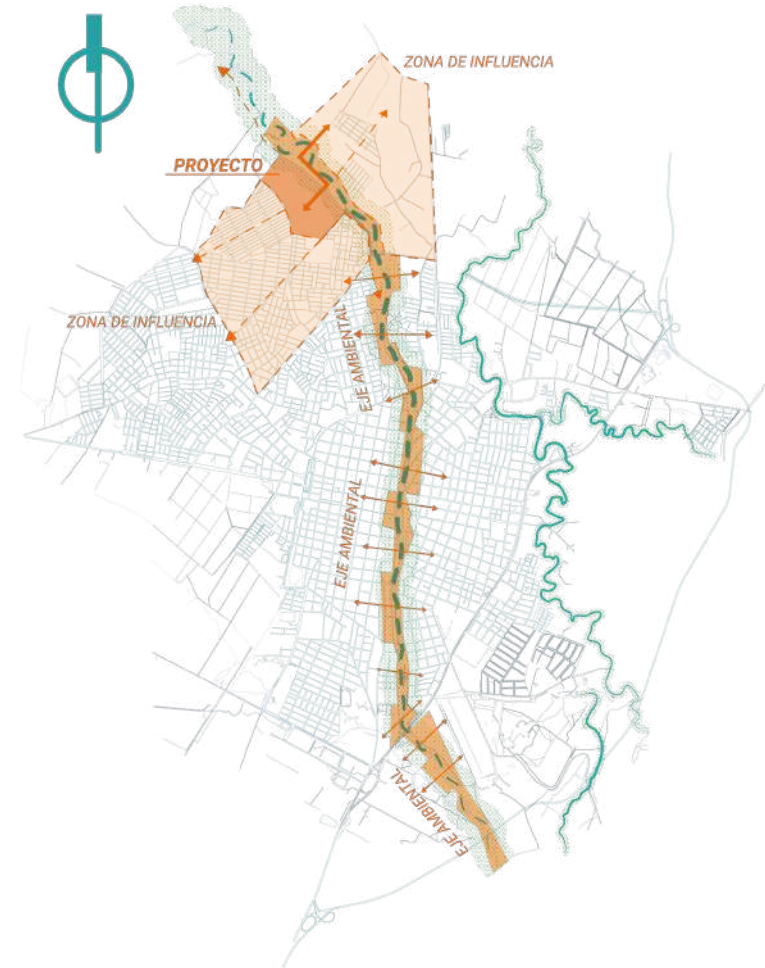 ZONA DE INFLUENCIA
PROYECTO
ZONA DE INFLUENCIA
EJE AMBIENTAL
EJE AMBIENTAL
EJE AMBIENTAL